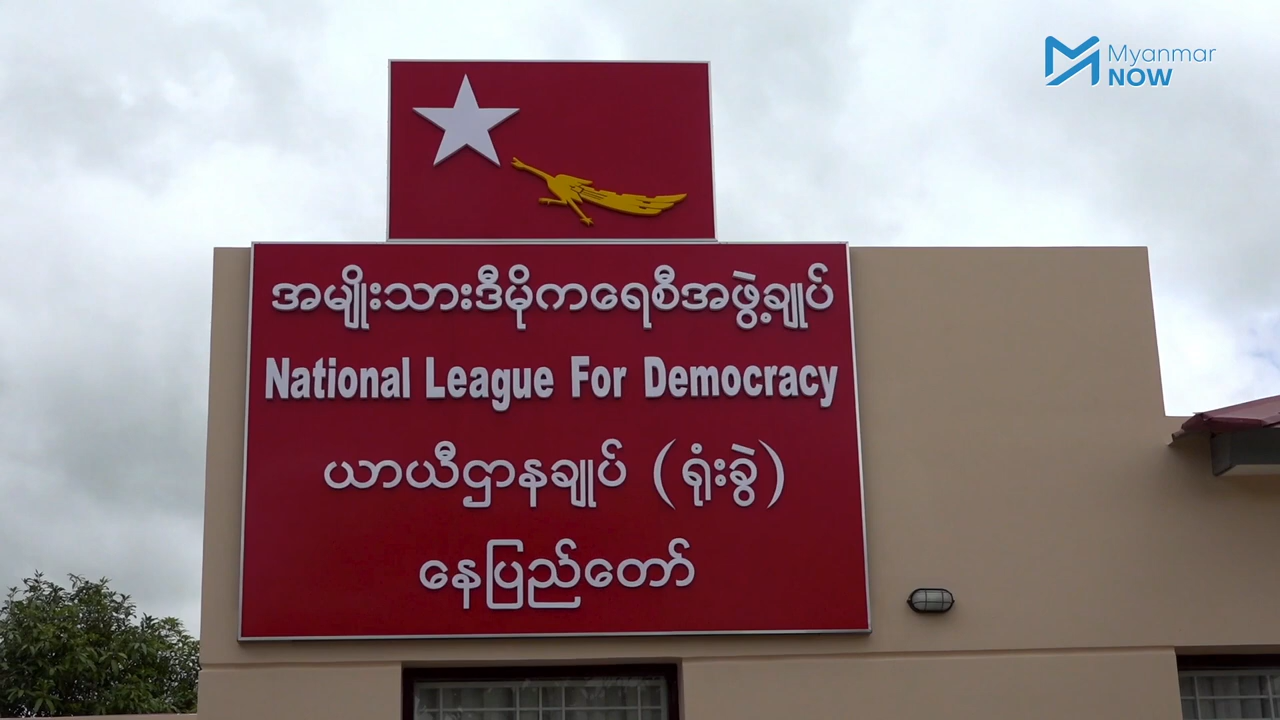 Myanmar
NOW
အမျိုးသားဒီမိုကရေစီအဖွဲ့ချုပ်
National League For Democracy
ယာယီဌာနချုပ် (ရုံးခွဲ)
နေပြည်တော်